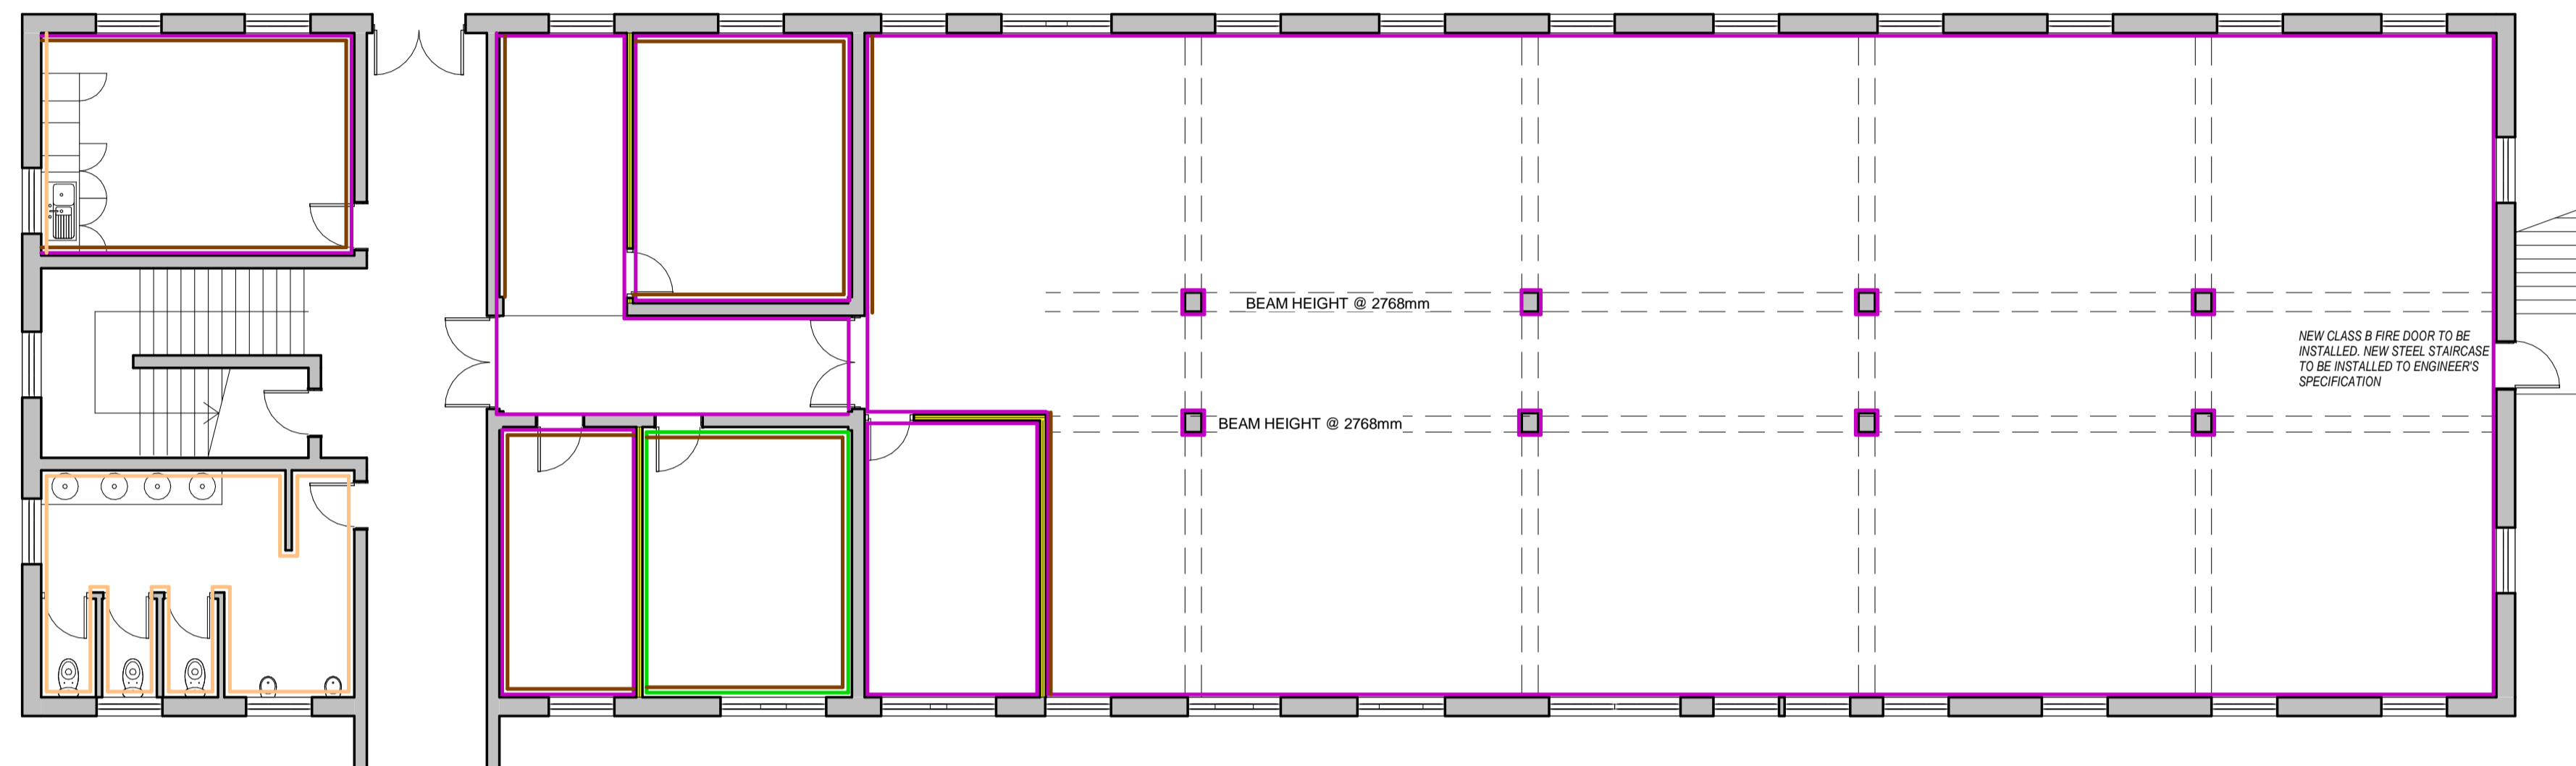 BEAM HEIGHT @ 2768mm
NEW CLASS B FIRE DOOR TO BE
INSTALLED. NEW STEEL STAIRCASE
TO BE INSTALLED TO ENGINEER'S
SPECIFICATION
BEAM HEIGHT @ 2768mm